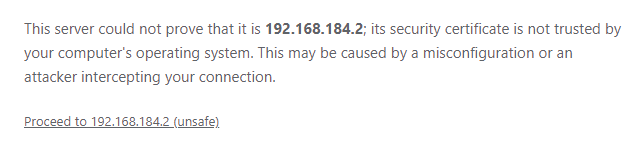 This server could not prove that it is 192.168.184.2; its security certificate is not trusted by
your computer's operating system. This may be caused by a misconfiguration or an
attacker intercepting your connection.
Proceed to 192.168.184.2 (unsafe)